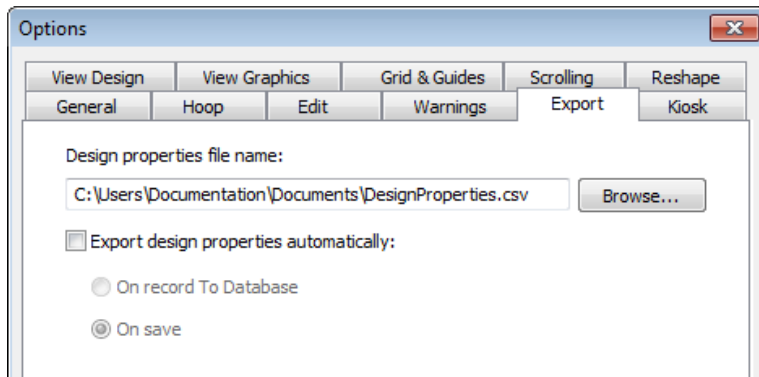 Options
View Design View Graphics Grid & Guides Scrolling Reshape
General Hoop Edit Warnings Export Kiosk
Design properties file name:
C:\Users\Documentation\Documents\DesignProperties.csv Browse...
Export design properties automatically:
On record To Database
On save